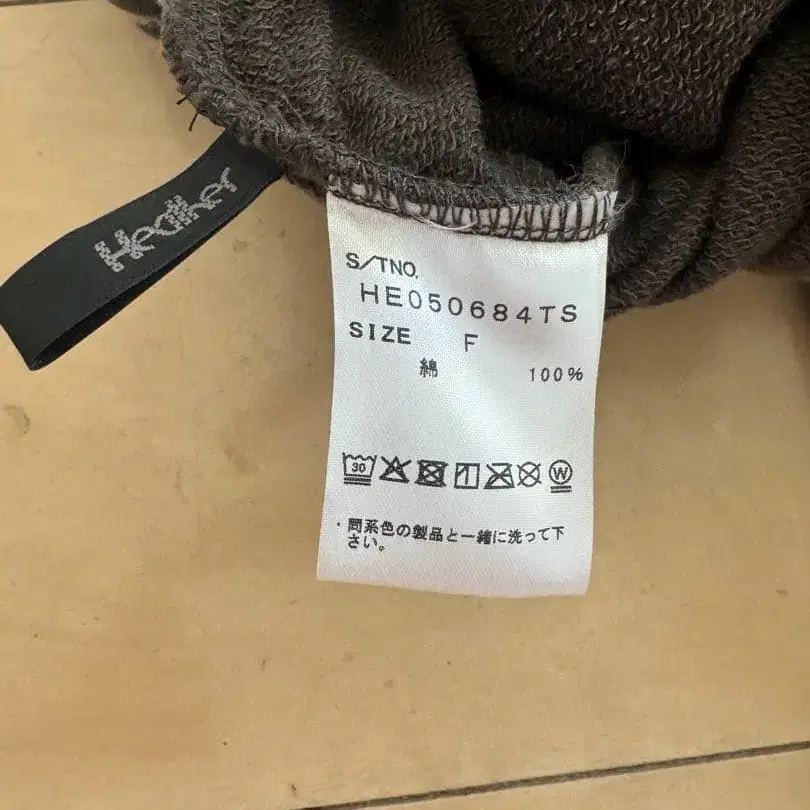 Heather
S/TNO.
HE050684TS
SIZE F
綿 100%
30 W
・同系色の製品と一緒に洗って下
さい。